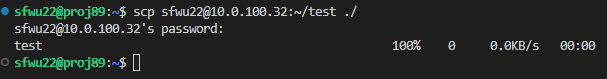 sfwu22@proj89:~$ scp sfwu22@10.0.100.32:~/test ./
sfwu22@10.0.100.32's password:
test 100% 0 0.0KB/s 00:00
sfwu22@proj89:~$